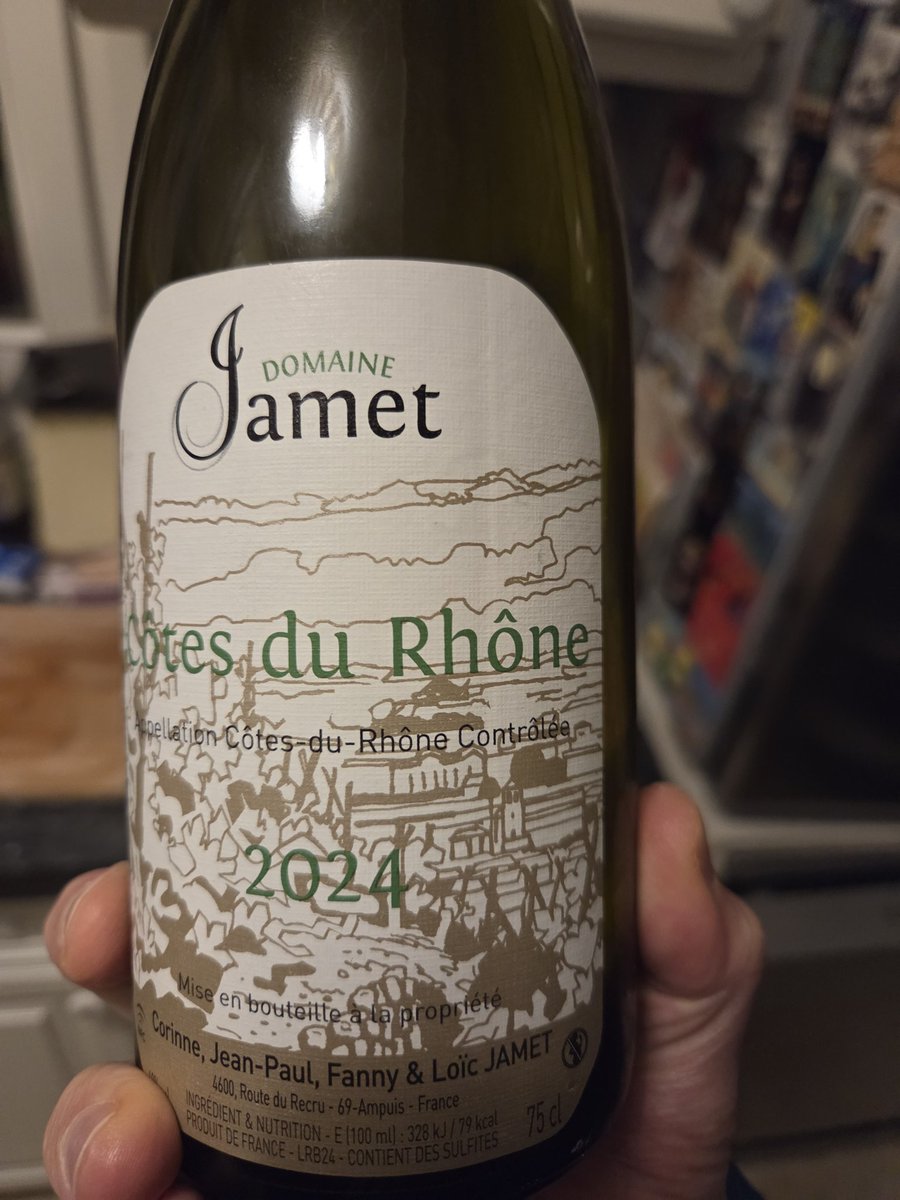 DOMAINE
Jamet
Côtes du Rhône
Appellation Côtes-du-Rhône Contrôlée
2024
Mise en bouteille à la propriété
Corinne, Jean-Paul, Fanny & Loïc JAMET
4600, Route du Recru - 69-Ampuis - France
INGRÉDIENT & NUTRITION - E (100 ml) : 328 kJ / 79 kcal
PRODUIT DE FRANCE - LRB24 - CONTIENT DES SULFITES
75 cl